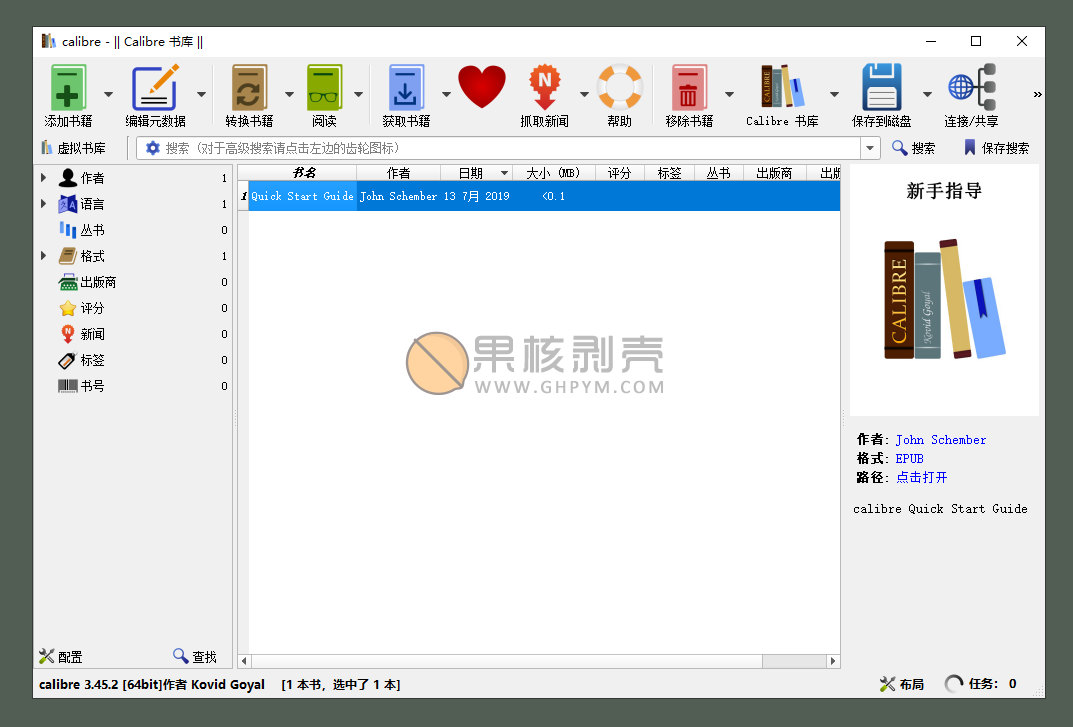 calibre - || Calibre 书库 ||
添加书籍 编辑元数据 转换书籍 阅读 获取书籍 N 抓取新闻 帮助 移除书籍 Calibre 书库 保存到磁盘 连接/共享 »
虚拟书库 搜索（对于高级搜索请点击左边的齿轮图标） 搜索 保存搜索
书名 作者 日期 大小 (MB) 评分 标签 丛书 出版商 出版
1 Quick Start Guide John Schember 13 7月 2019 <0.1
作者 1
语言 1
丛书 0
格式 1
出版商 0
评分 0
新闻 0
标签 0
书号 0
果核剥壳
WWW.GHPYM.COM
新手指导
CALIBRE
Kovid Goyal
作者: John Schember
格式: EPUB
路径: 点击打开
calibre Quick Start Guide
配置 查找
calibre 3.45.2 [64bit]作者 Kovid Goyal [1 本书，选中了 1 本] 布局 任务： 0